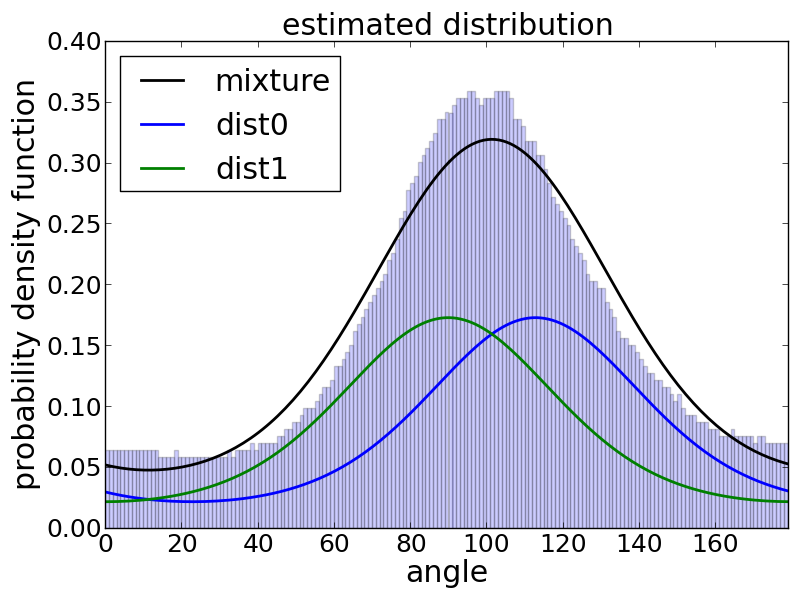 estimated distribution
0.40
0.35
0.30
0.25
0.20
0.15
0.10
0.05
0.00
probability density function
mixture
dist0
dist1
0 20 40 60 80 100 120 140 160
angle